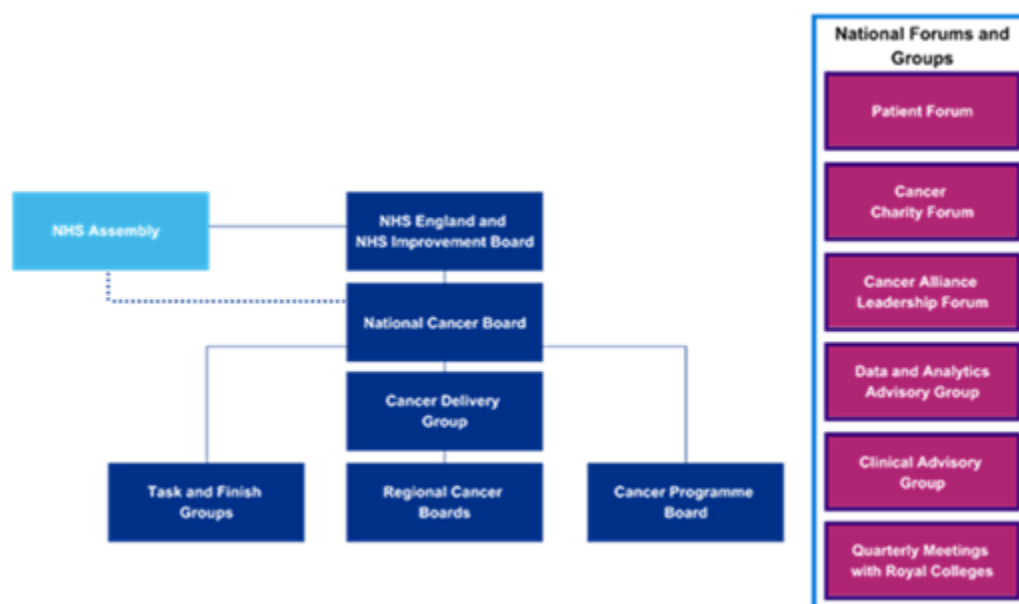 NHS Assembly
NHS England and
NHS Improvement Board
National Cancer Board
Cancer Delivery
Group
Task and Finish
Groups
Regional Cancer
Boards
Cancer Programme
Board
National Forums and
Groups
Patient Forum
Cancer
Charity Forum
Cancer Alliance
Leadership Forum
Data and Analytics
Advisory Group
Clinical Advisory
Group
Quarterly Meetings
with Royal Colleges